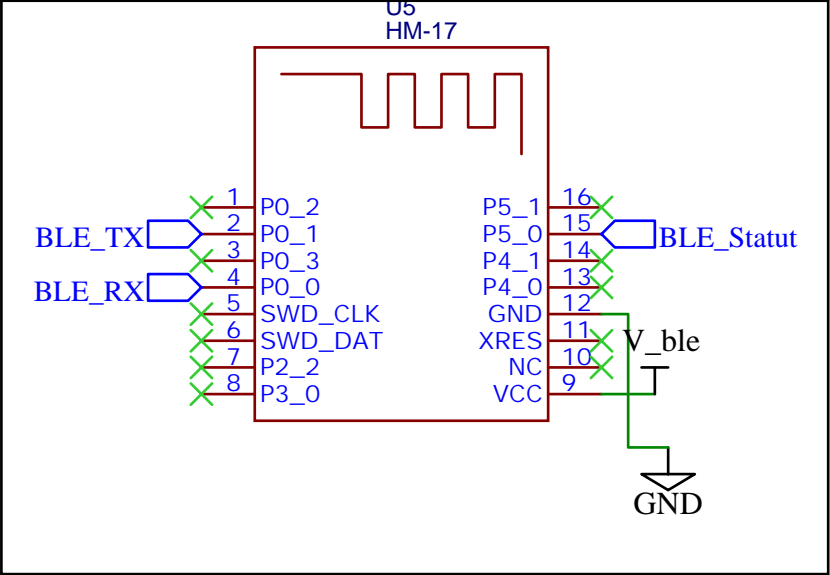 U5
HM-17
1 P0_2
BLE_TX 2 P0_1
3 P0_3
BLE_RX 4 P0_0
5 SWD_CLK
6 SWD_DAT
7 P2_2
8 P3_0
P5_1 16
P5_0 15 BLE_Statut
P4_1 14
P4_0 13
GND 12
XRES 11
NC 10
VCC 9
V_ble
GND